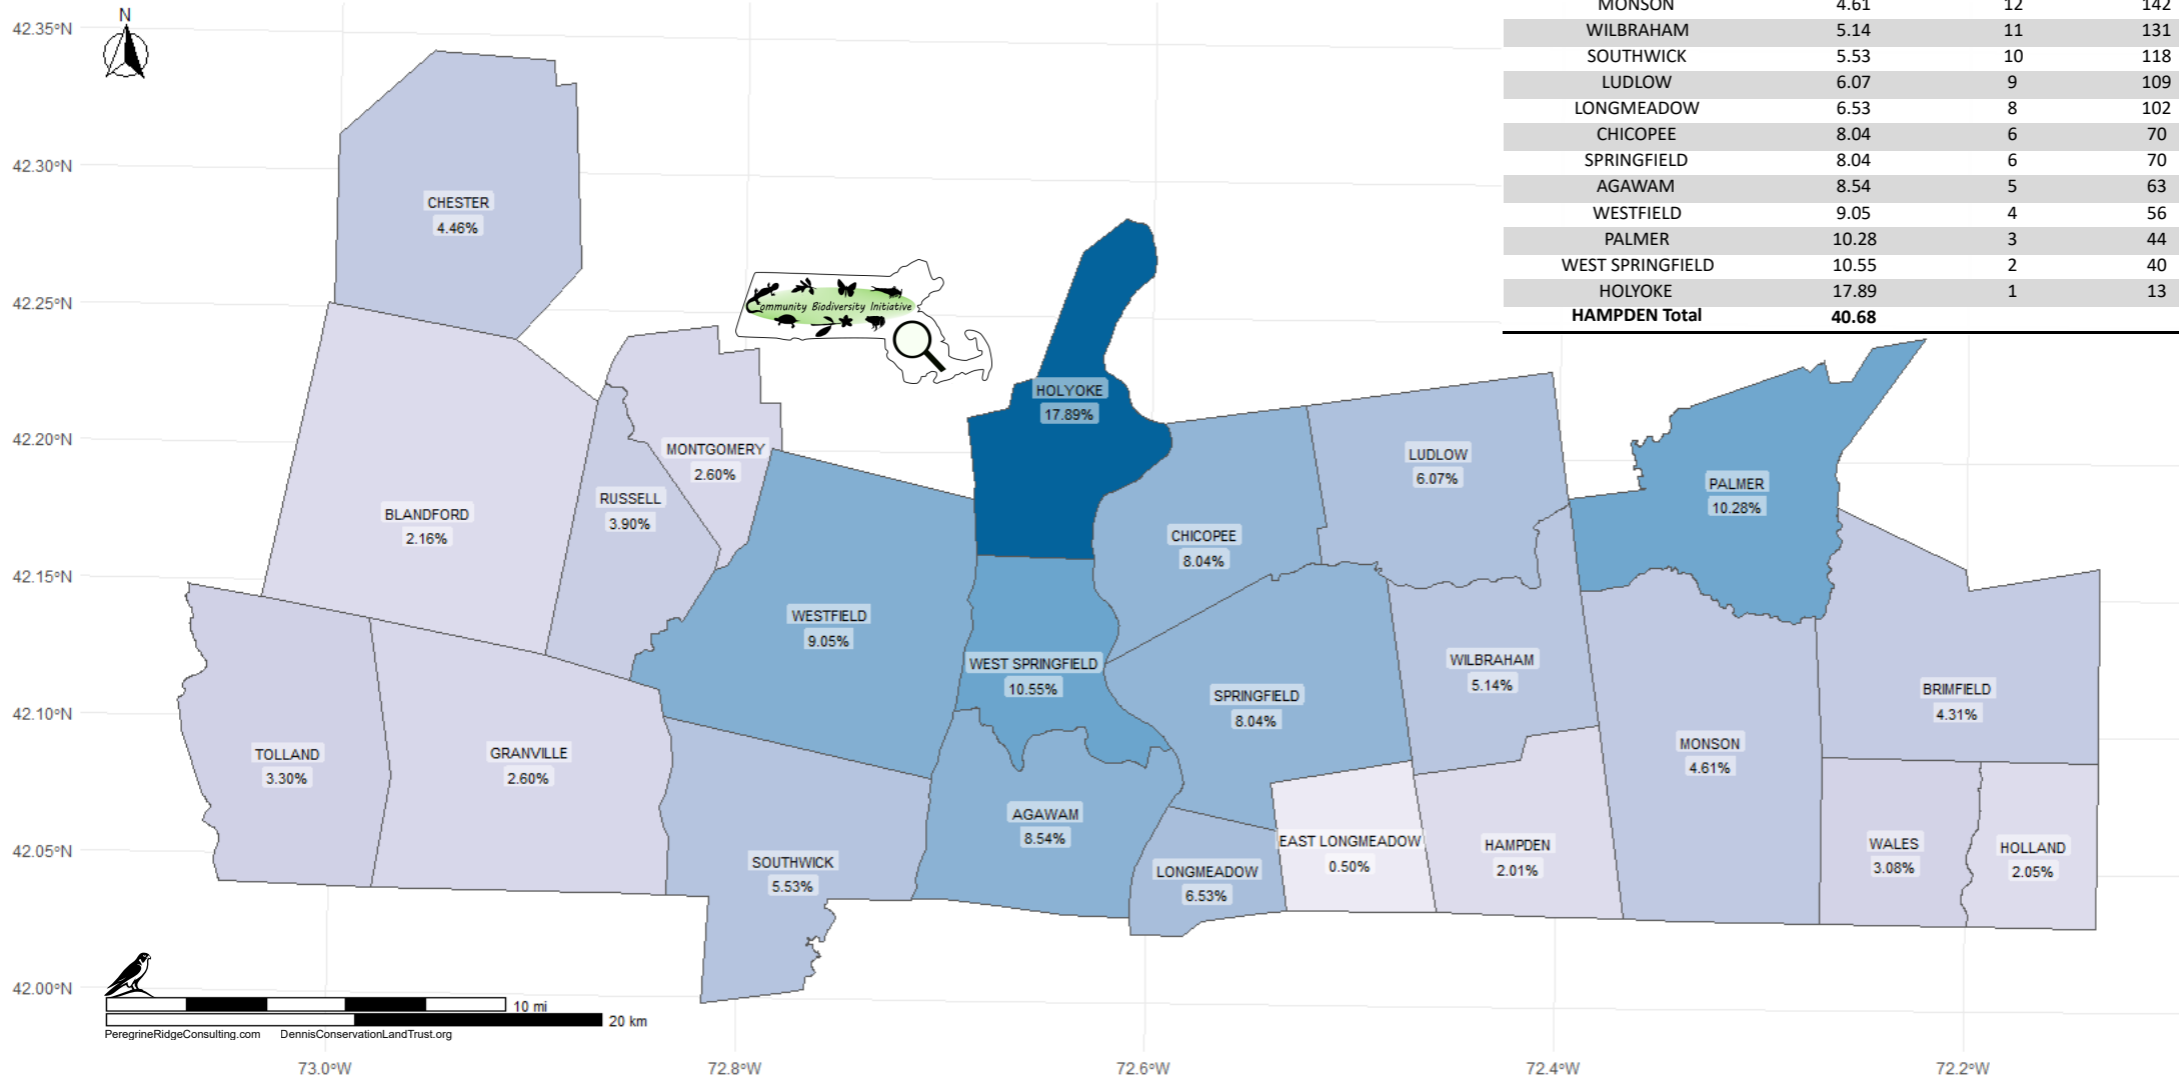 N
42.35°N
42.30°N
42.25°N
42.20°N
42.15°N
42.10°N
42.05°N
42.00°N
73.0°W
72.8°W
72.6°W
72.4°W
72.2°W
MONSON 4.61 12 142
WILBRAHAM 5.14 11 131
SOUTHWICK 5.53 10 118
LUDLOW 6.07 9 109
LONGMEADOW 6.53 8 102
CHICOPEE 8.04 6 70
SPRINGFIELD 8.04 6 70
AGAWAM 8.54 5 63
WESTFIELD 9.05 4 56
PALMER 10.28 3 44
WEST SPRINGFIELD 10.55 2 40
HOLYOKE 17.89 1 13
HAMPDEN Total 40.68
CHESTER
4.46%
Community Biodiversity Initiative
HOLYOKE
17.89%
MONTGOMERY
2.60%
LUDLOW
6.07%
PALMER
10.28%
RUSSELL
3.90%
BLANDFORD
2.16%
CHICOPEE
8.04%
WESTFIELD
9.05%
WEST SPRINGFIELD
10.55%
WILBRAHAM
5.14%
SPRINGFIELD
8.04%
BRIMFIELD
4.31%
TOLLAND
3.30%
GRANVILLE
2.60%
MONSON
4.61%
AGAWAM
8.54%
SOUTHWICK
5.53%
LONGMEADOW
6.53%
EAST LONGMEADOW
0.50%
HAMPDEN
2.01%
WALES
3.08%
HOLLAND
2.05%
10 mi
20 km
PeregrineRidgeConsulting.com DennisConservationLandTrust.org